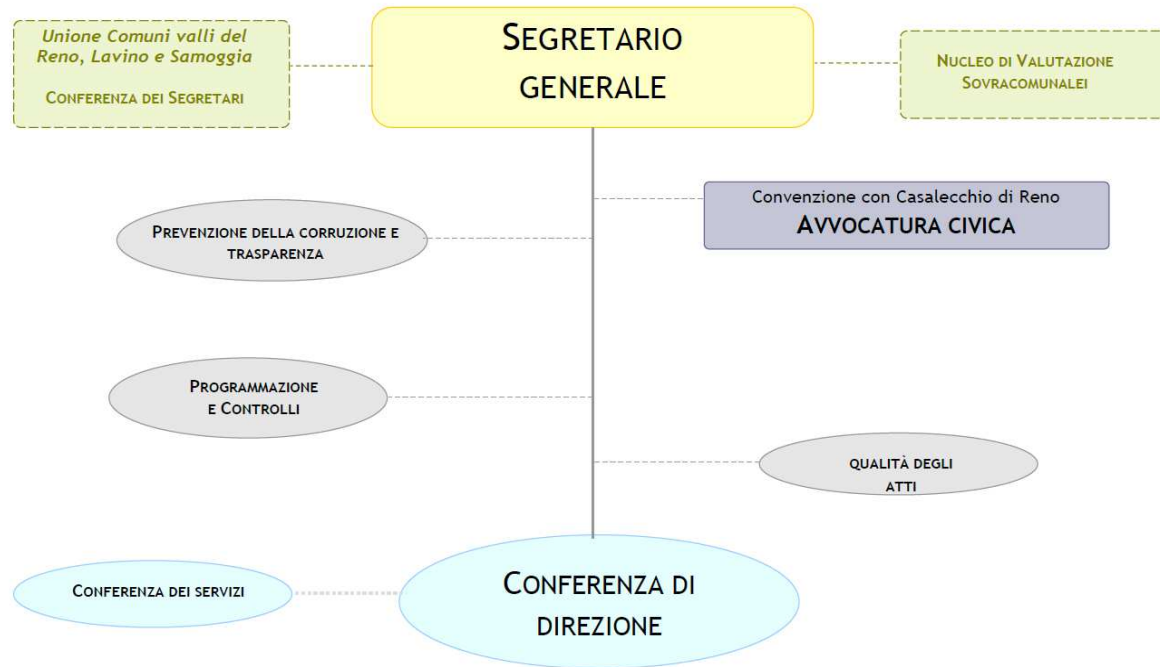 Unione Comuni valli del
Reno, Lavino e Samoggia
CONFERENZA DEI SEGRETARI
SEGRETARIO
GENERALE
NUCLEO DI VALUTAZIONE
SOVRACOMUNALEI
Convenzione con Casalecchio di Reno
AVVOCATURA CIVICA
PREVENZIONE DELLA CORRUZIONE E
TRASPARENZA
PROGRAMMAZIONE
E CONTROLLI
QUALITÀ DEGLI
ATTI
CONFERENZA DEI SERVIZI
CONFERENZA DI
DIREZIONE